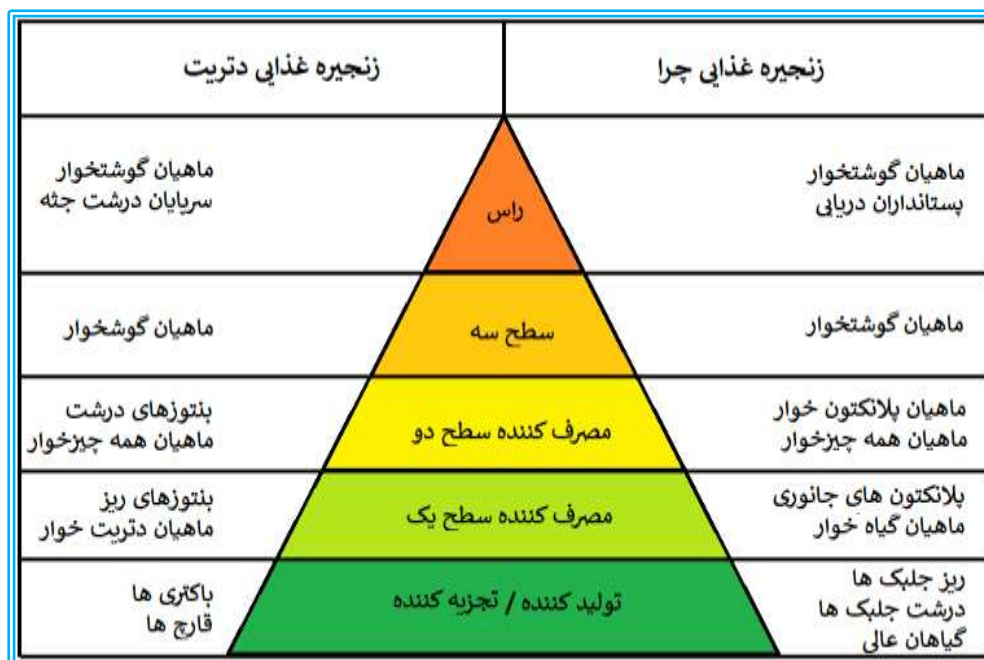 زنجیره غذایی چرا
زنجیره غذایی دتریت
ماهیان گوشتخوار
پستانداران دریایی
راس
ماهیان گوشتخوار
سرپایان درشت جثه
ماهیان گوشتخوار
سطح سه
ماهیان گوشخوار
ماهیان پلانکتون خوار
ماهیان همه چیزخوار
مصرف کننده سطح دو
بنتوزهای درشت
ماهیان همه چیزخوار
پلانکتون های جانوری
ماهیان گیاه خوار
مصرف کننده سطح یک
بنتوزهای ریز
ماهیان دتریت خوار
ریز جلبک ها
درشت جلبک ها
گیاهان عالی
تولید کننده / تجزیه کننده
باکتری ها
قارچ ها